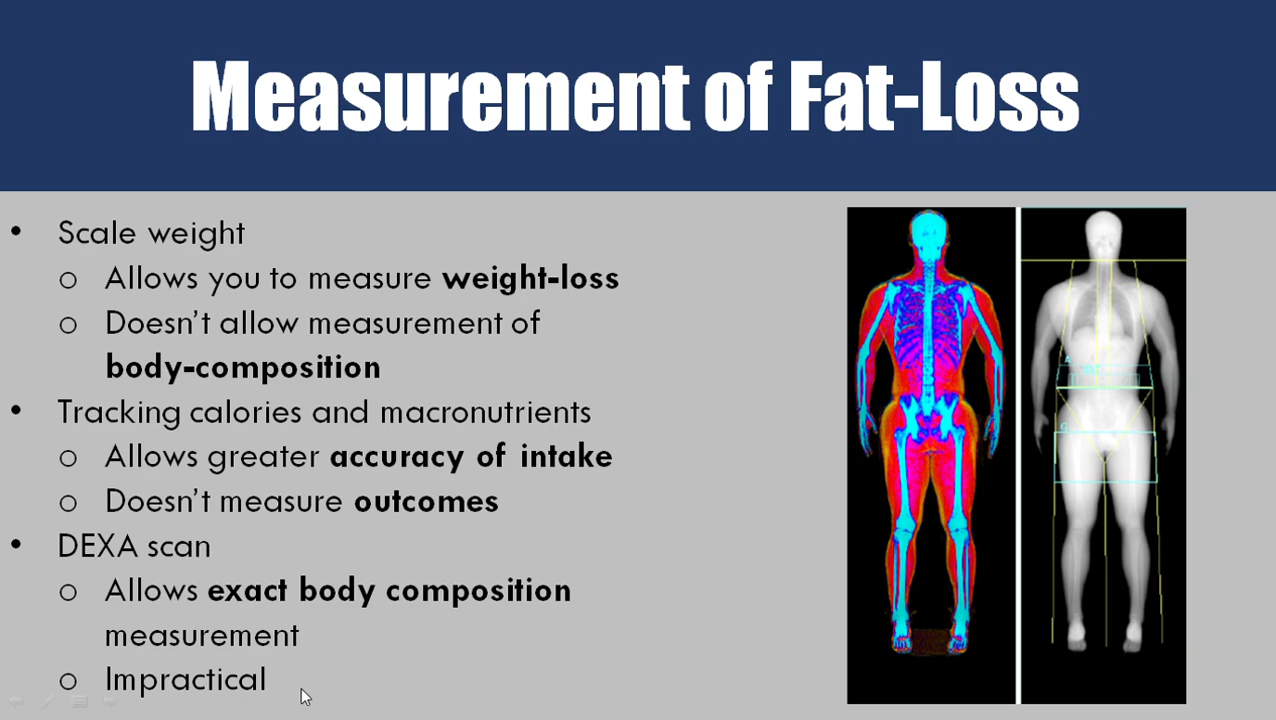 Measurement of Fat-Loss
• Scale weight
o Allows you to measure weight-loss
o Doesn't allow measurement of
body-composition
• Tracking calories and macronutrients
o Allows greater accuracy of intake
o Doesn't measure outcomes
• DEXA scan
o Allows exact body composition
measurement
o Impractical